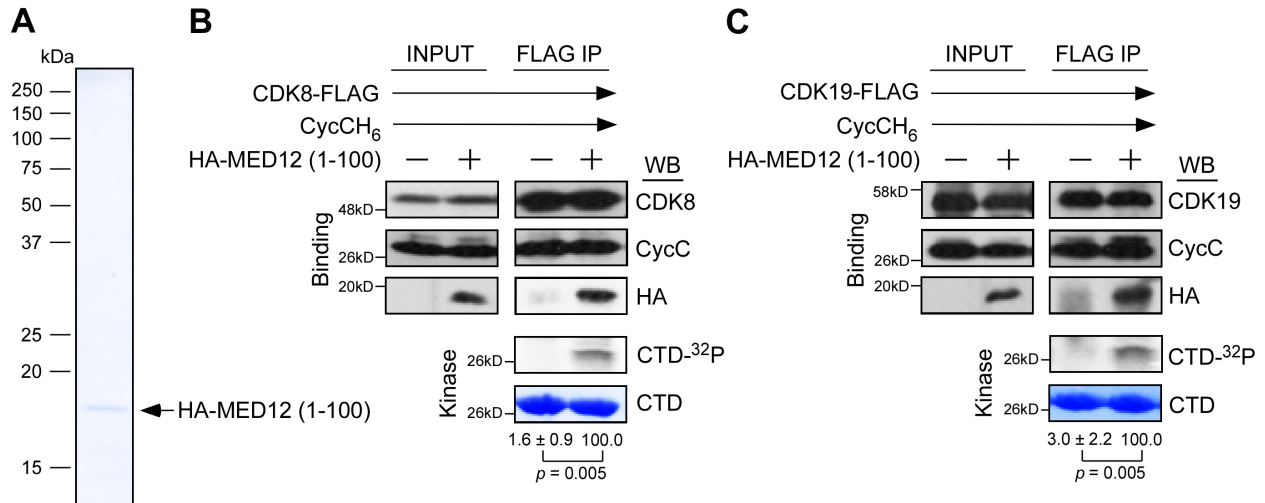 A
kDa
250
150
100
75
50
37
25
20
15
HA-MED12 (1-100)
B
INPUT FLAG IP
CDK8-FLAG
CycCH6
HA-MED12 (1-100) − + − + WB
Binding
48kD CDK8
26kD CycC
20kD HA
Kinase
26kD CTD-32P
26kD CTD
1.6 ± 0.9 100.0
p = 0.005
C
INPUT FLAG IP
CDK19-FLAG
CycCH6
HA-MED12 (1-100) − + − + WB
Binding
58kD CDK19
26kD CycC
20kD HA
Kinase
26kD CTD-32P
26kD CTD
3.0 ± 2.2 100.0
p = 0.005